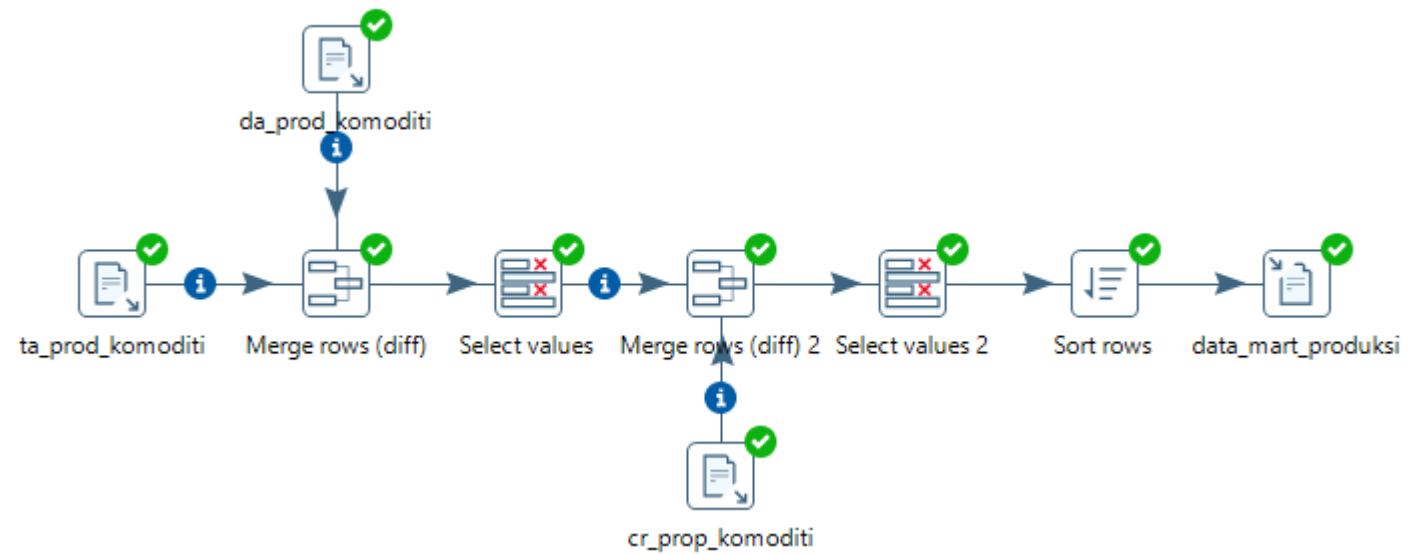 da_prod_komoditi
ta_prod_komoditi
Merge rows (diff)
Select values
Merge rows (diff) 2
Select values 2
Sort rows
data_mart_produksi
cr_prop_komoditi